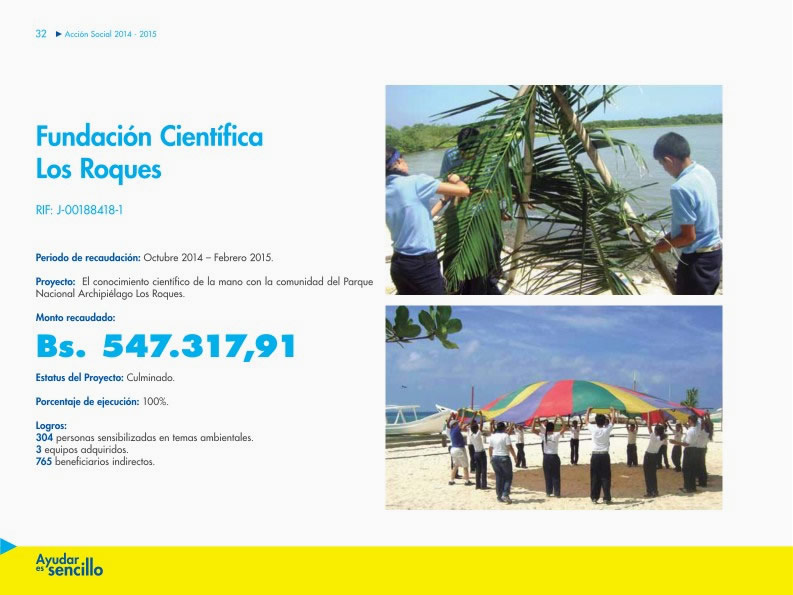 32 ▶ Acción Social 2014 - 2015
Fundación Científica
Los Roques
RIF: J-00188418-1
Periodo de recaudación: Octubre 2014 – Febrero 2015.
Proyecto: El conocimiento científico de la mano con la comunidad del Parque
Nacional Archipiélago Los Roques.
Monto recaudado:
Bs. 547.317,91
Estatus del Proyecto: Culminado.
Porcentaje de ejecución: 100%.
Logros:
304 personas sensibilizadas en temas ambientales.
3 equipos adquiridos.
765 beneficiarios indirectos.
Ayudar
es sencillo